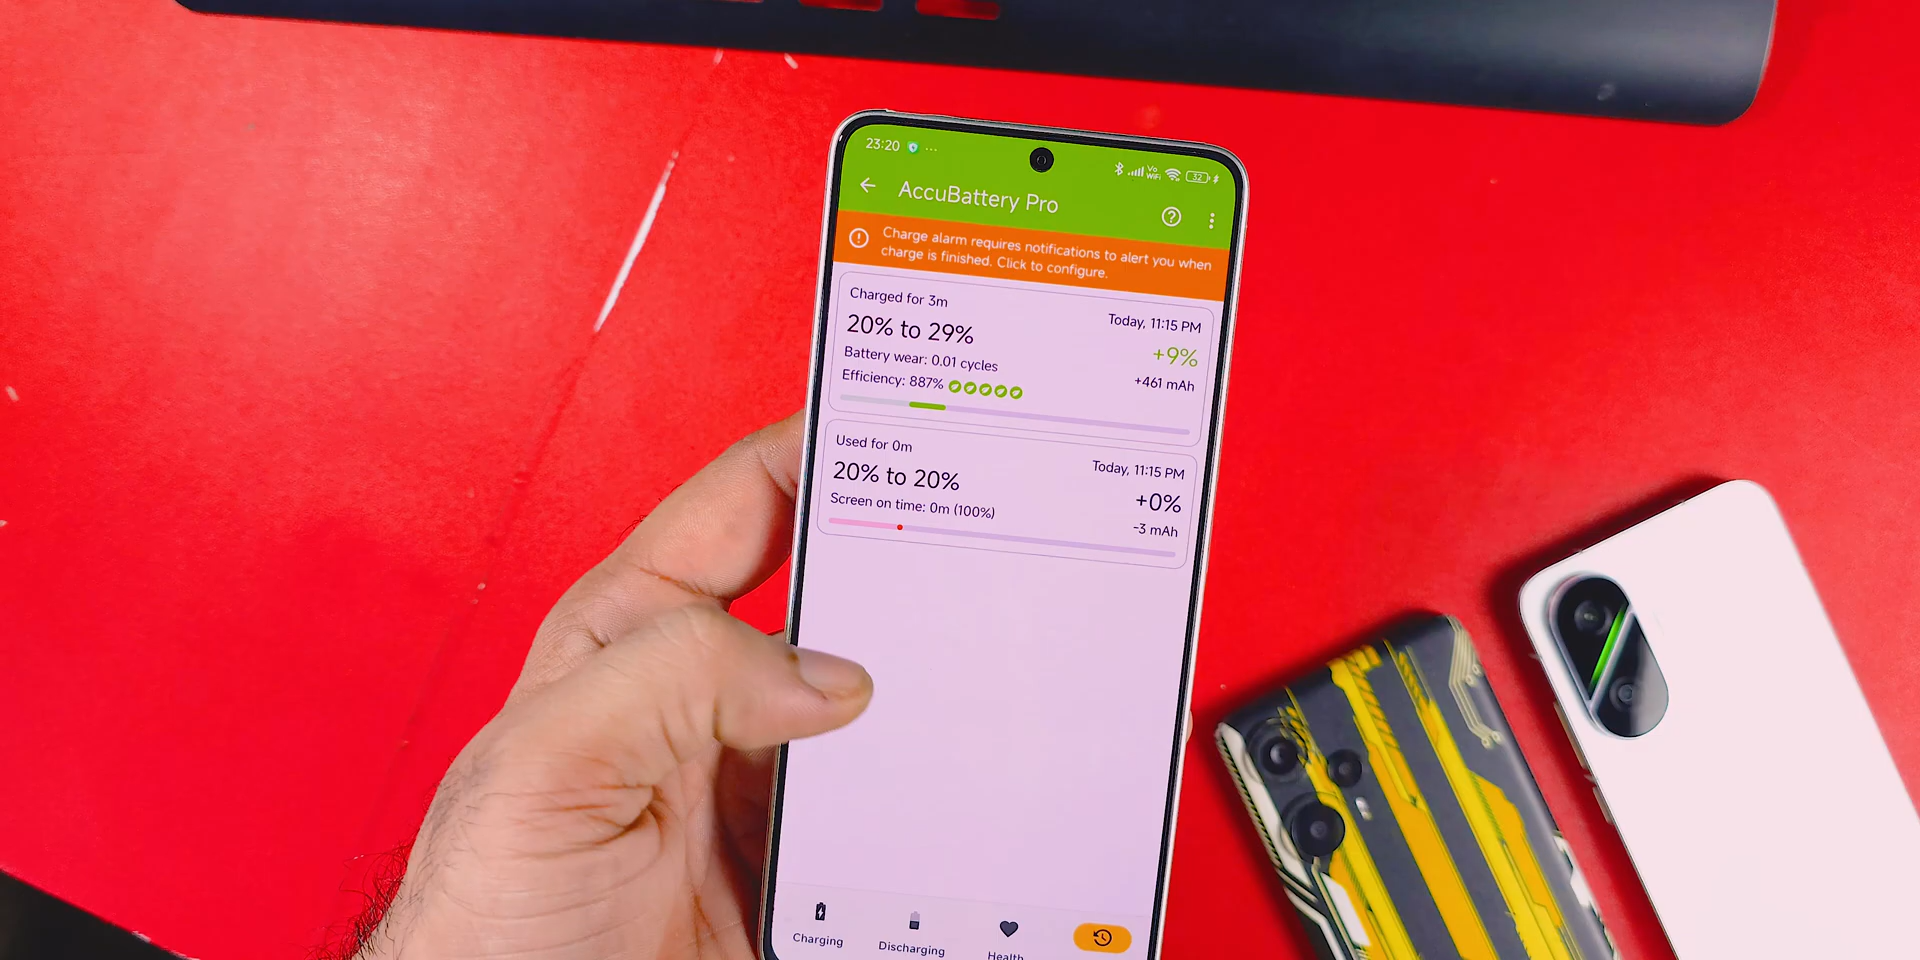 23:20 ...
Vo
WiFi
32
AccuBattery Pro
Charge alarm requires notifications to alert you when
charge is finished. Click to configure.
Charged for 3m
Today, 11:15 PM
20% to 29%
+9%
Battery wear: 0.01 cycles
+461 mAh
Efficiency: 887%
Used for 0m
Today, 11:15 PM
20% to 20%
+0%
Screen on time: 0m (100%)
-3 mAh
Charging
Discharging
Health